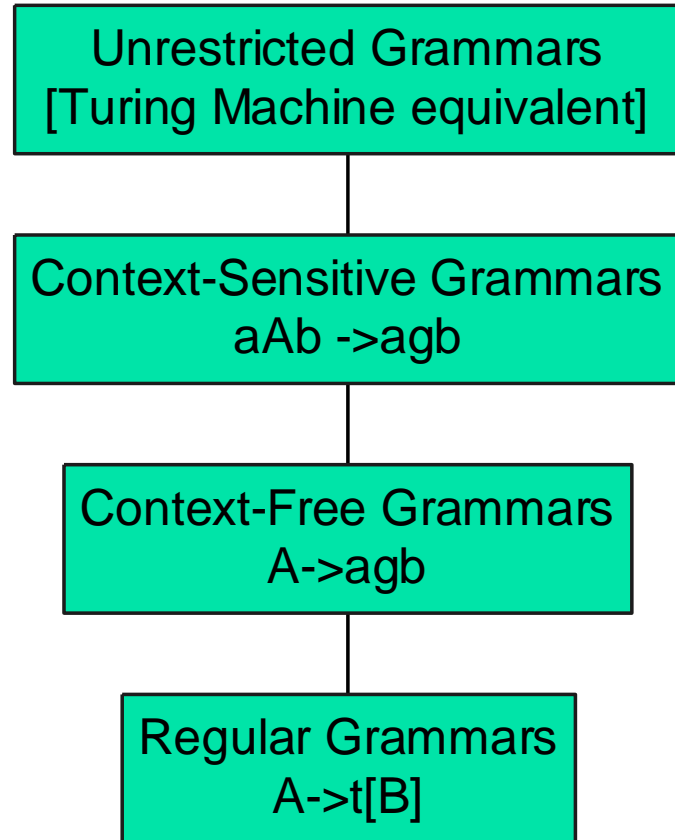 Unrestricted Grammars
[Turing Machine equivalent]
Context-Sensitive Grammars
aAb ->agb
Context-Free Grammars
A->agb
Regular Grammars
A->t[B]